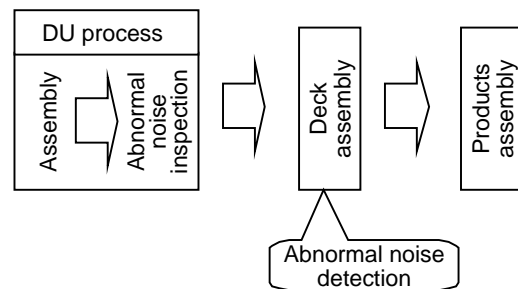 DU process
Assembly
Abnormal
noise
inspection
Deck
assembly
Products
assembly
Abnormal noise
detection